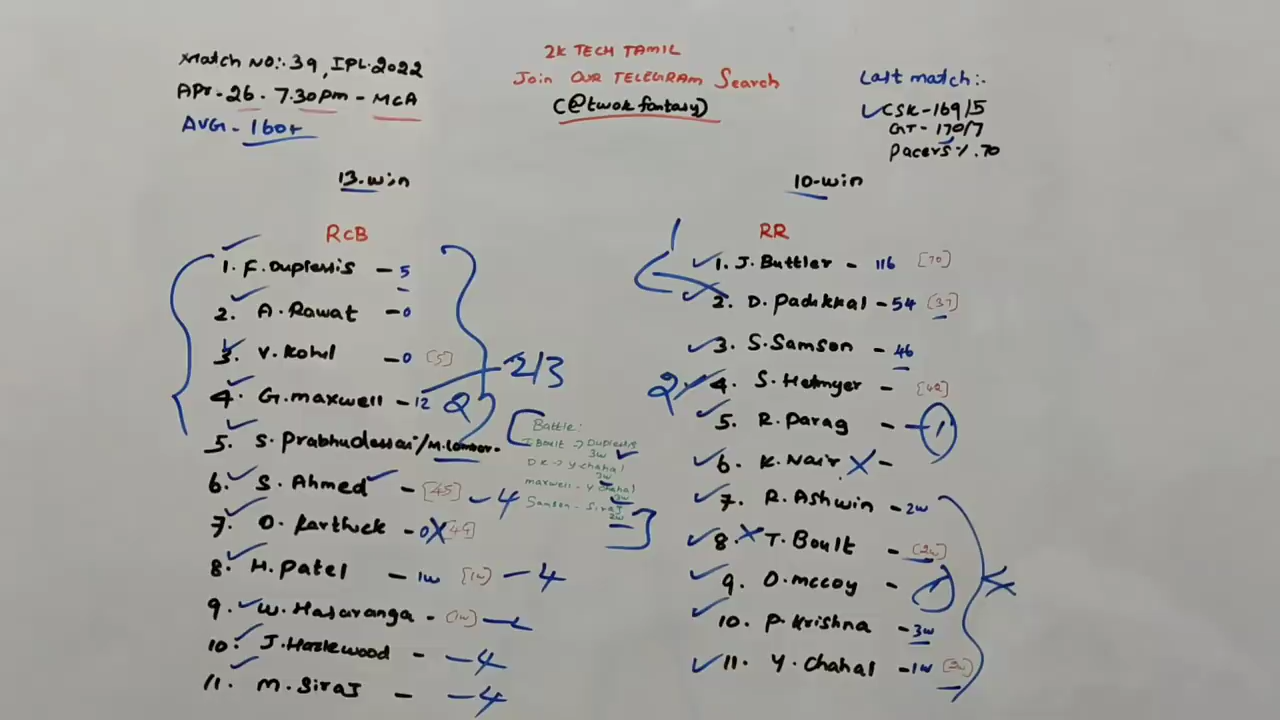 Match NO:. 39, IPL.2022
APr. 26. 7.30pm - MCA
AVG - 160+
2K TECH TAMIL
Join OUR TELEGRAM Search
(@twok fantasy)
Last match:-
CSK - 169/5
GT - 170/7
Pacers %. 70
13.win
10-win
RCB
1. F. Duplessis - 5
2. A. Rawat - 0
3. V. Kohli - 0 [5]
4. G. maxwell - 12 2
2/3
5. S. Prabhudessai/M.Lomror -
6. S. Ahmed - [45] - 4
7. D. Karthick - 0 X [49]
8. H. Patel - 1w [1w] - 4
9. W. Hasaranga - [1w]
10. J. Hazlewood - - 4
11. M. Siraj - - 4
Battle:
T Boult -> Duplessis
3w
DK -> Y. chahal
3w
maxwell - Y chahal
3w
Samson - Siraj
2w
RR
1. J. Buttler - 116 [70]
2. D. Padikkal - 54 [37]
3. S. Samson - 46
2 4. S. Hetmyer - [42]
5. R. Parag - 1
6. K. Nair X -
7. R. Ashwin - 2w
8. X T. Boult - [2w]
9. O. mccoy - 1
10. P. Krishna - 3w
11. Y. Chahal - 1w